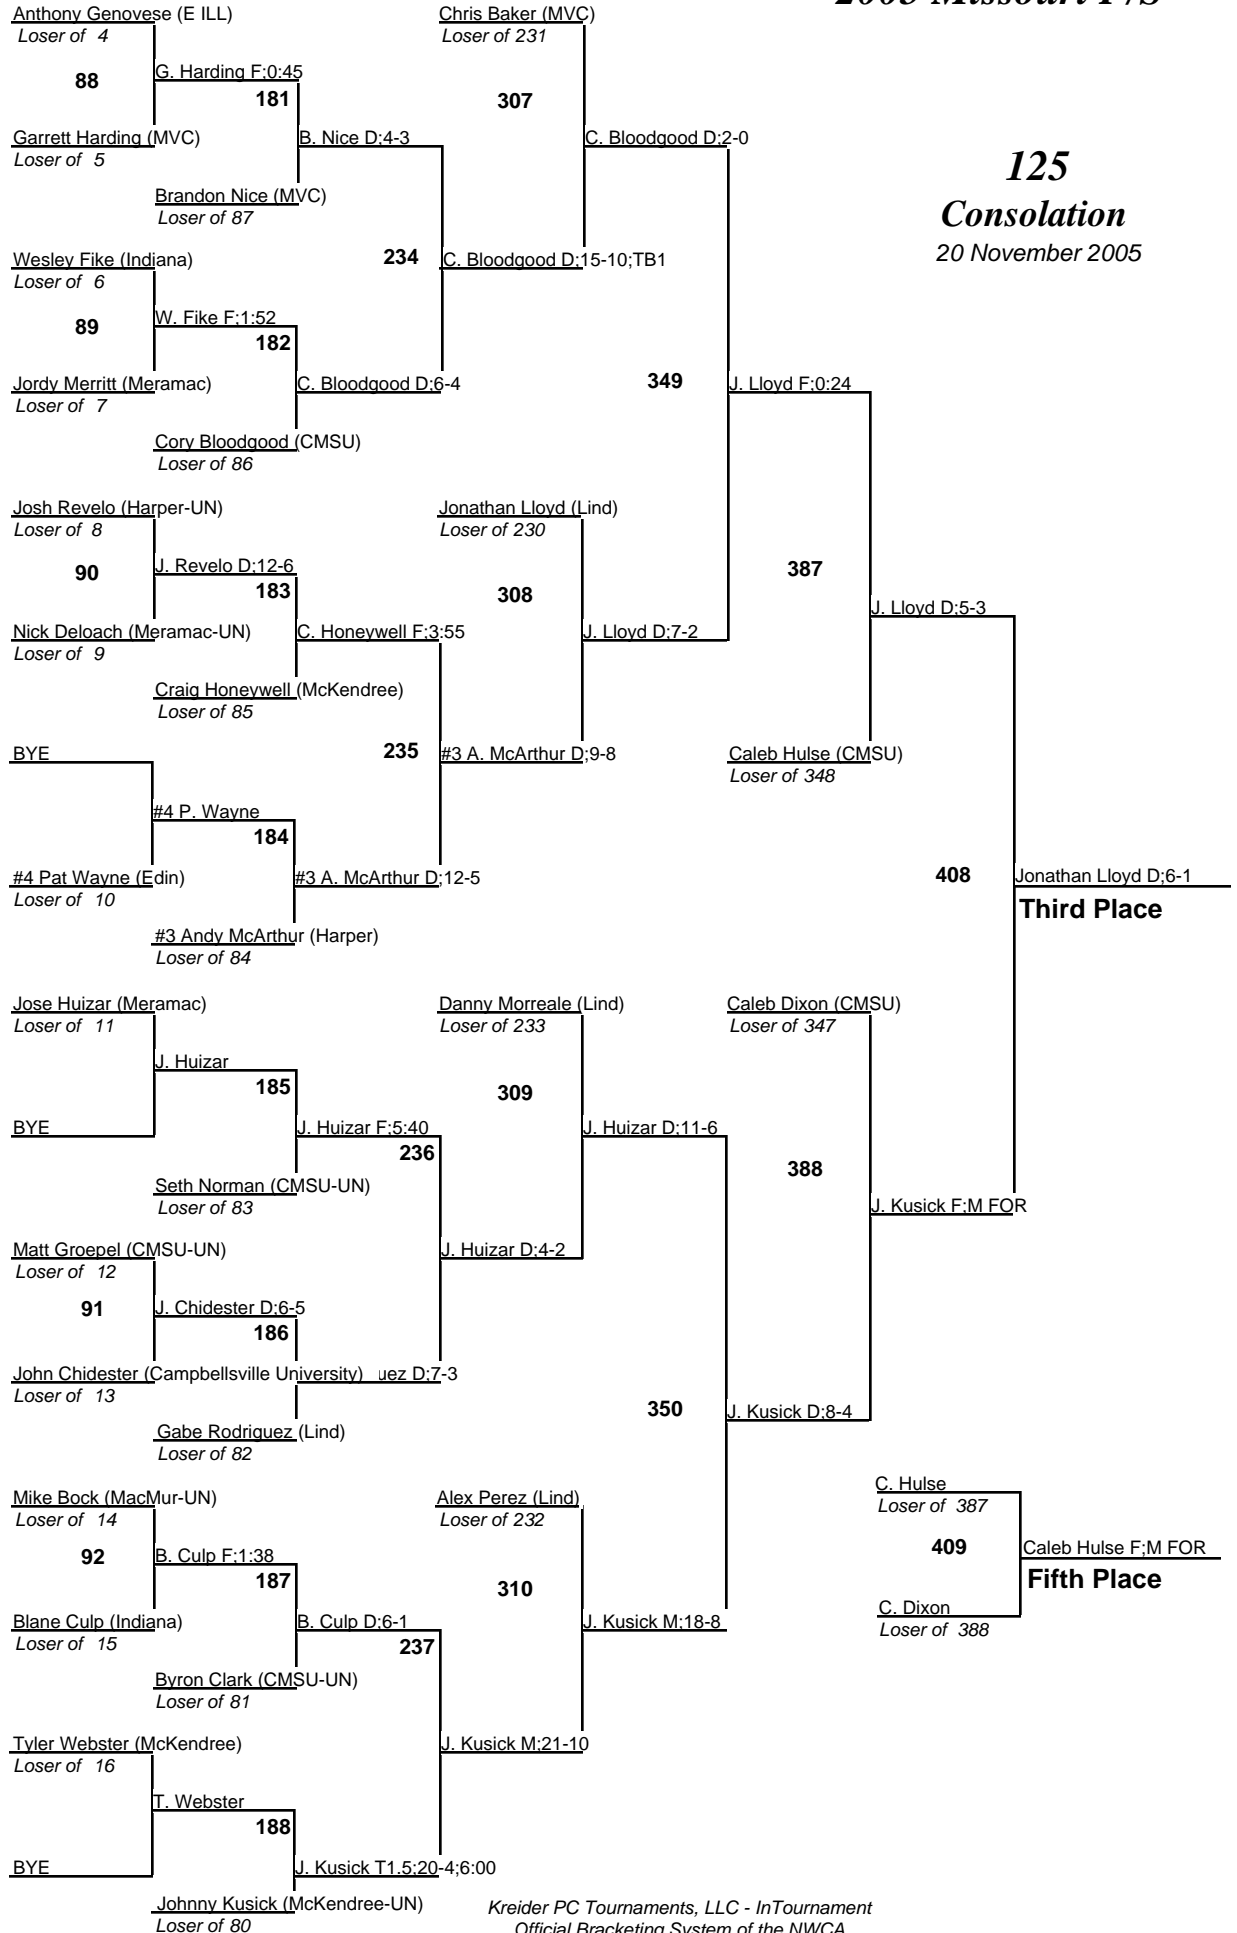 2005 Missouri F/S
125
Consolation
20 November 2005
Anthony Genovese (E ILL)
Loser of 4
88
G. Harding F;0:45
181
Garrett Harding (MVC)
Loser of 5
B. Nice D;4-3
Brandon Nice (MVC)
Loser of 87
Wesley Fike (Indiana)
Loser of 6
234
C. Bloodgood D;15-10;TB1
89
W. Fike F;1:52
182
Jordy Merritt (Meramac)
Loser of 7
C. Bloodgood D;6-4
Cory Bloodgood (CMSU)
Loser of 86
Chris Baker (MVC)
Loser of 231
307
C. Bloodgood D;2-0
349
J. Lloyd F;0:24
Josh Revelo (Harper-UN)
Loser of 8
90
J. Revelo D;12-6
183
Nick Deloach (Meramac-UN)
Loser of 9
C. Honeywell F;3:55
Craig Honeywell (McKendree)
Loser of 85
BYE
235
#3 A. McArthur D;9-8
#4 P. Wayne
184
#4 Pat Wayne (Edin)
Loser of 10
#3 A. McArthur D;12-5
#3 Andy McArthur (Harper)
Loser of 84
Jonathan Lloyd (Lind)
Loser of 230
308
J. Lloyd D;7-2
387
J. Lloyd D;5-3
Caleb Hulse (CMSU)
Loser of 348
408
Jonathan Lloyd D;6-1
Third Place
Jose Huizar (Meramac)
Loser of 11
J. Huizar
185
BYE
J. Huizar F;5:40
236
Seth Norman (CMSU-UN)
Loser of 83
Matt Groepel (CMSU-UN)
Loser of 12
J. Huizar D;4-2
91
J. Chidester D;6-5
186
John Chidester (Campbellsville University) uez D;7-3
Loser of 13
Gabe Rodriguez (Lind)
Loser of 82
Danny Morreale (Lind)
Loser of 233
309
J. Huizar D;11-6
Caleb Dixon (CMSU)
Loser of 347
388
J. Kusick F;M FOR
350
J. Kusick D;8-4
Mike Bock (MacMur-UN)
Loser of 14
92
B. Culp F;1:38
187
Blane Culp (Indiana)
Loser of 15
B. Culp D;6-1
237
Byron Clark (CMSU-UN)
Loser of 81
Tyler Webster (McKendree)
Loser of 16
J. Kusick M;21-10
T. Webster
188
BYE
J. Kusick T1.5;20-4;6:00
Johnny Kusick (McKendree-UN)
Loser of 80
Alex Perez (Lind)
Loser of 232
310
J. Kusick M;18-8
C. Hulse
Loser of 387
409
Caleb Hulse F;M FOR
Fifth Place
C. Dixon
Loser of 388
Kreider PC Tournaments, LLC - InTournament
Official Bracketing System of the NWCA